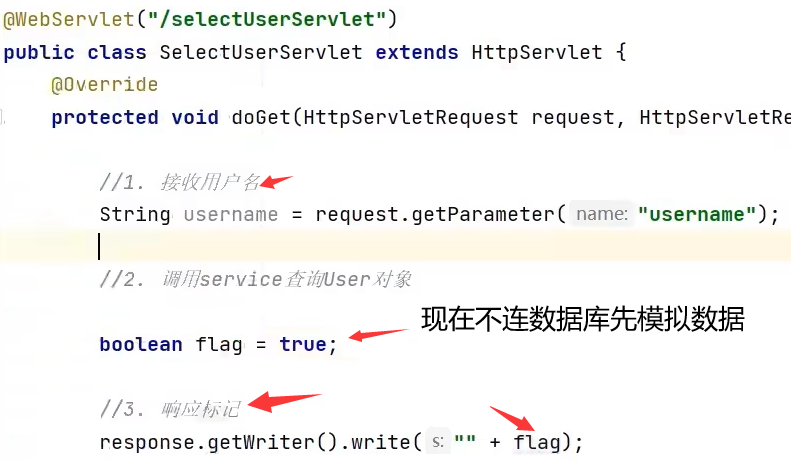 @WebServlet("/selectUserServlet")
public class SelectUserServlet extends HttpServlet {
@Override
protected void doGet(HttpServletRequest request, HttpServletRe
//1. 接收用户名
String username = request.getParameter( name: "username");
//2. 调用service查询User对象
现在不连数据库先模拟数据
boolean flag = true;
//3. 响应标记
response.getWriter().write( s: "" + flag);